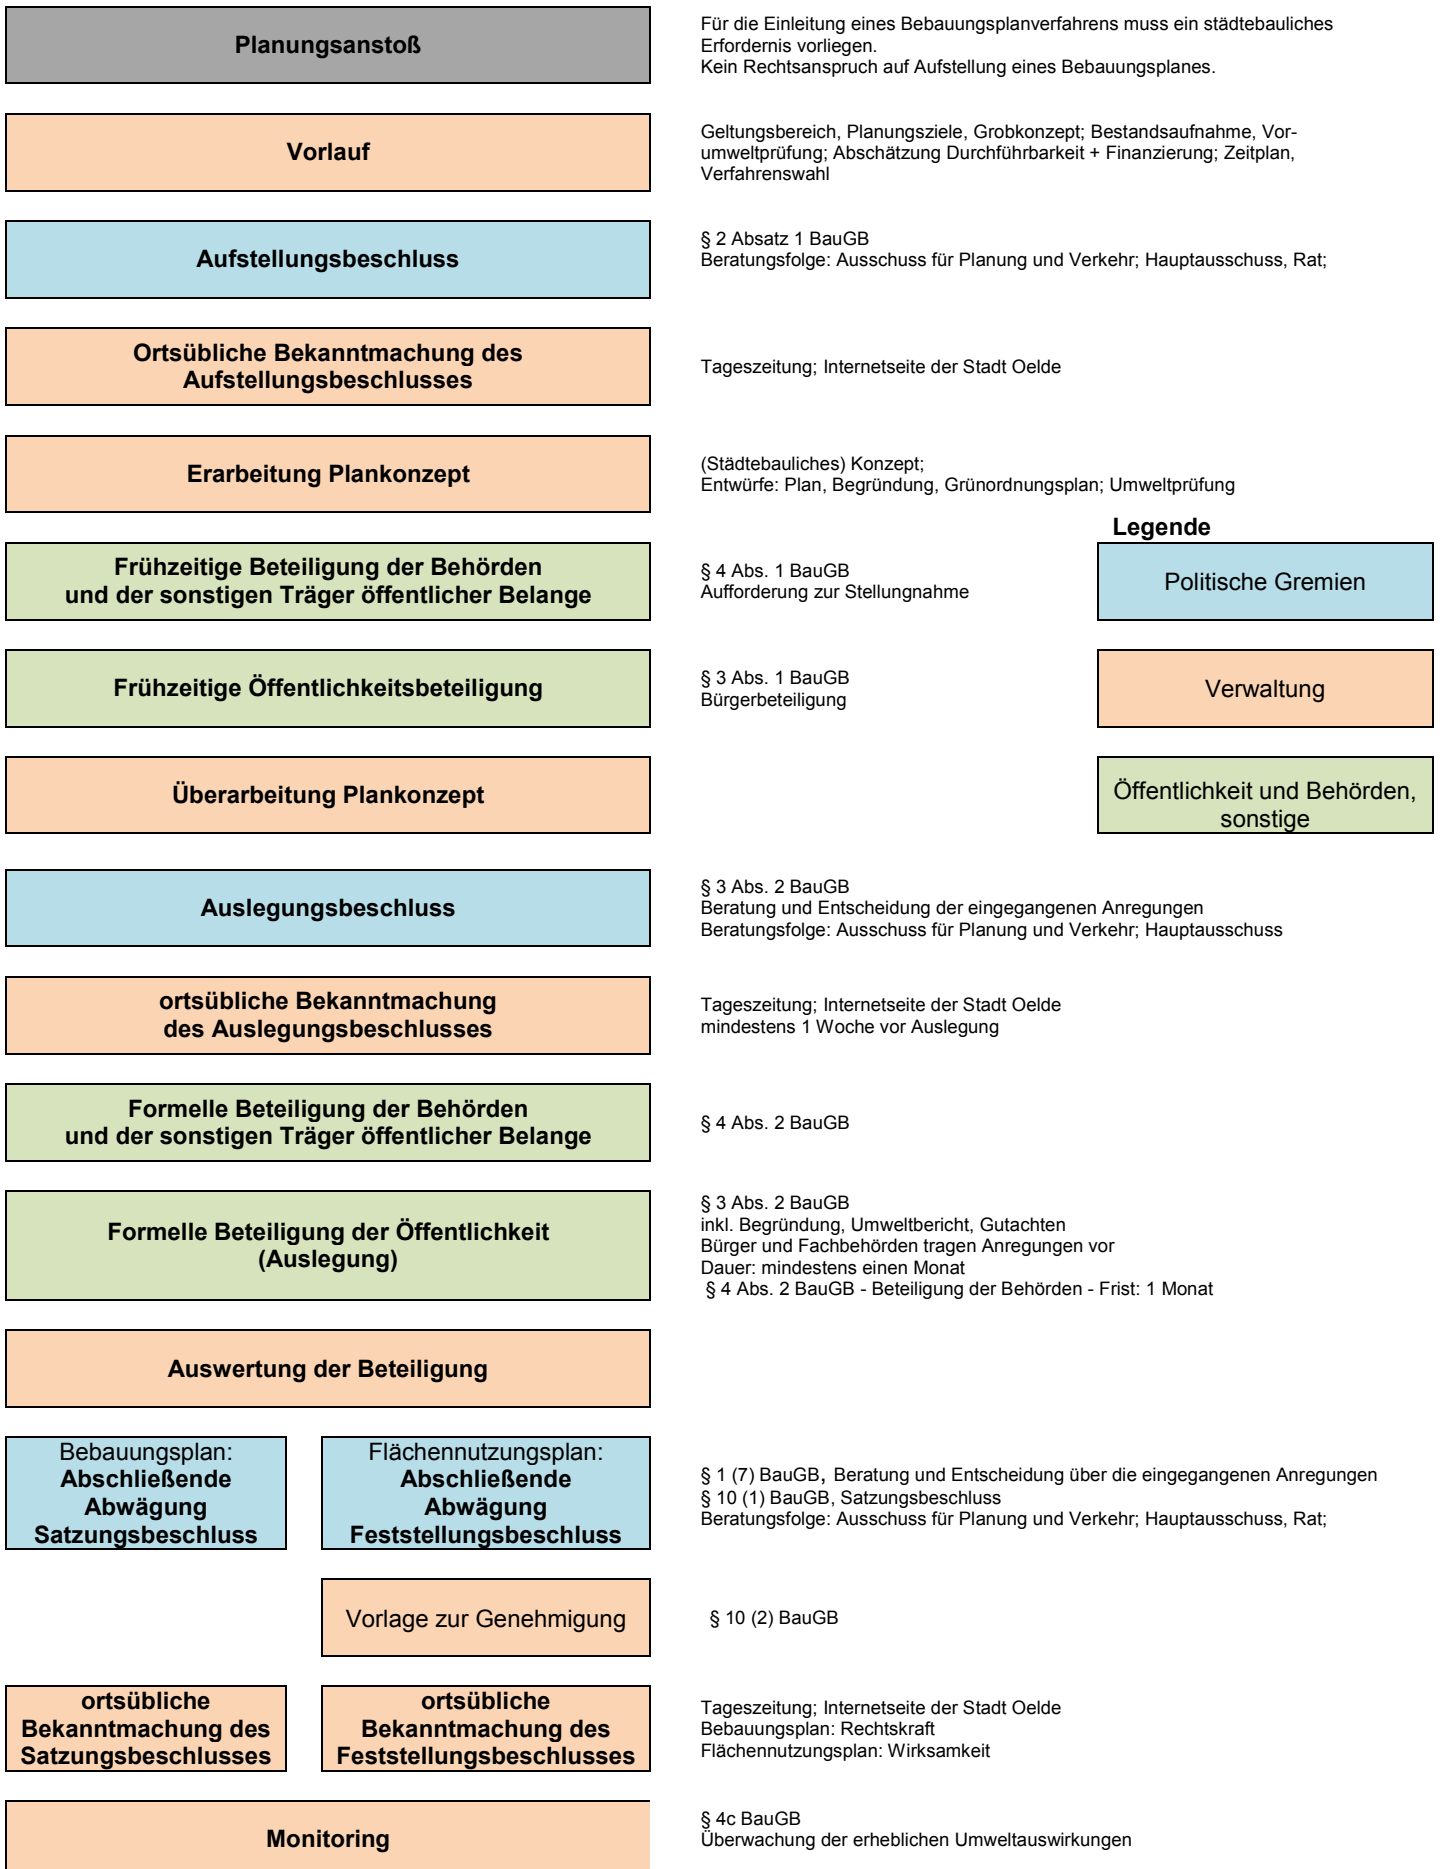 Planungsanstoß
Für die Einleitung eines Bebauungsplanverfahrens muss ein städtebauliches
Erfordernis vorliegen.
Kein Rechtsanspruch auf Aufstellung eines Bebauungsplanes.
Vorlauf
Geltungsbereich, Planungsziele, Grobkonzept; Bestandsaufnahme, Vor-
umweltprüfung; Abschätzung Durchführbarkeit + Finanzierung; Zeitplan,
Verfahrenswahl
Aufstellungsbeschluss
§ 2 Absatz 1 BauGB
Beratungsfolge: Ausschuss für Planung und Verkehr; Hauptausschuss, Rat;
Ortsübliche Bekanntmachung des
Aufstellungsbeschlusses
Tageszeitung; Internetseite der Stadt Oelde
Erarbeitung Plankonzept
(Städtebauliches) Konzept;
Entwürfe: Plan, Begründung, Grünordnungsplan; Umweltprüfung
Legende
Frühzeitige Beteiligung der Behörden
und der sonstigen Träger öffentlicher Belange
§ 4 Abs. 1 BauGB
Aufforderung zur Stellungnahme
Politische Gremien
Frühzeitige Öffentlichkeitsbeteiligung
§ 3 Abs. 1 BauGB
Bürgerbeteiligung
Verwaltung
Überarbeitung Plankonzept
Öffentlichkeit und Behörden,
sonstige
Auslegungsbeschluss
§ 3 Abs. 2 BauGB
Beratung und Entscheidung der eingegangenen Anregungen
Beratungsfolge: Ausschuss für Planung und Verkehr; Hauptausschuss
ortsübliche Bekanntmachung
des Auslegungsbeschlusses
Tageszeitung; Internetseite der Stadt Oelde
mindestens 1 Woche vor Auslegung
Formelle Beteiligung der Behörden
und der sonstigen Träger öffentlicher Belange
§ 4 Abs. 2 BauGB
Formelle Beteiligung der Öffentlichkeit
(Auslegung)
§ 3 Abs. 2 BauGB
inkl. Begründung, Umweltbericht, Gutachten
Bürger und Fachbehörden tragen Anregungen vor
Dauer: mindestens einen Monat
§ 4 Abs. 2 BauGB - Beteiligung der Behörden - Frist: 1 Monat
Auswertung der Beteiligung
Bebauungsplan:
Abschließende
Abwägung
Satzungsbeschluss
Flächennutzungsplan:
Abschließende
Abwägung
Feststellungsbeschluss
§ 1 (7) BauGB, Beratung und Entscheidung über die eingegangenen Anregungen
§ 10 (1) BauGB, Satzungsbeschluss
Beratungsfolge: Ausschuss für Planung und Verkehr; Hauptausschuss, Rat;
Vorlage zur Genehmigung
§ 10 (2) BauGB
ortsübliche
Bekanntmachung des
Satzungsbeschlusses
ortsübliche
Bekanntmachung des
Feststellungsbeschlusses
Tageszeitung; Internetseite der Stadt Oelde
Bebauungsplan: Rechtskraft
Flächennutzungsplan: Wirksamkeit
Monitoring
§ 4c BauGB
Überwachung der erheblichen Umweltauswirkungen